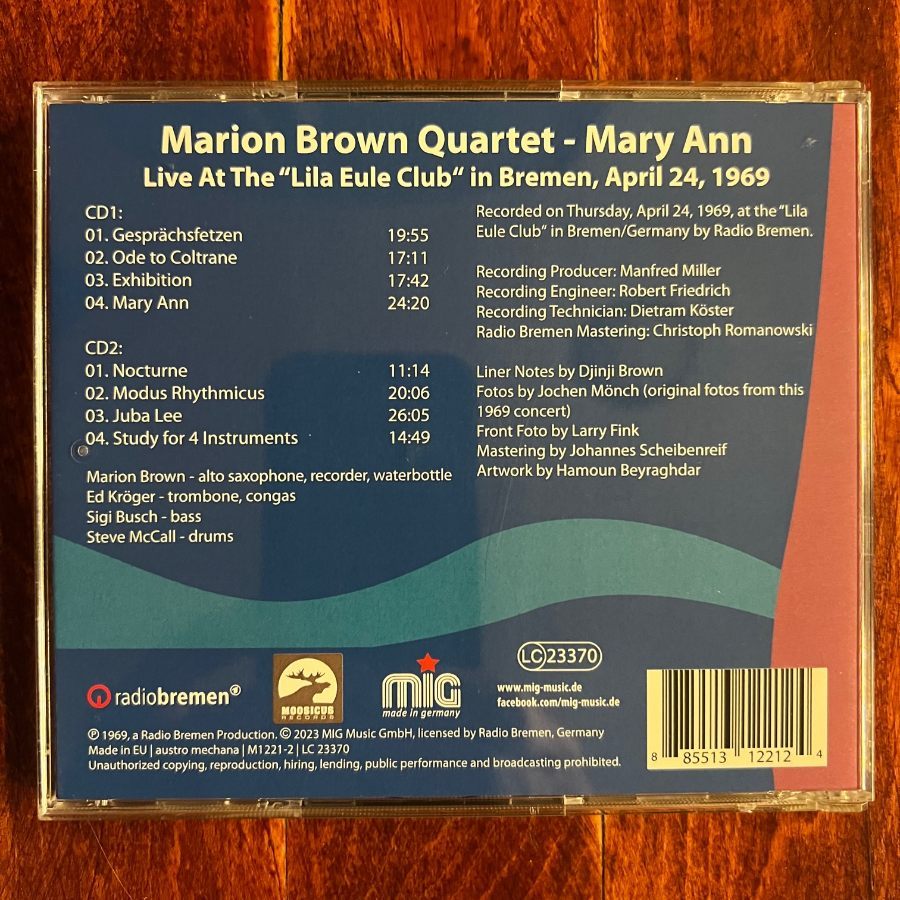 Marion Brown Quartet - Mary Ann
Live At The "Lila Eule Club" in Bremen, April 24, 1969
CD1:
01. Gesprächsfetzen 19:55
02. Ode to Coltrane 17:11
03. Exhibition 17:42
04. Mary Ann 24:20
CD2:
01. Nocturne 11:14
02. Modus Rhythmicus 20:06
03. Juba Lee 26:05
04. Study for 4 Instruments 14:49
Marion Brown - alto saxophone, recorder, waterbottle
Ed Kröger - trombone, congas
Sigi Busch - bass
Steve McCall - drums
Recorded on Thursday, April 24, 1969, at the "Lila
Eule Club" in Bremen/Germany by Radio Bremen.
Recording Producer: Manfred Miller
Recording Engineer: Robert Friedrich
Recording Technician: Dietram Köster
Radio Bremen Mastering: Christoph Romanowski
Liner Notes by Djinji Brown
Fotos by Jochen Mönch (original fotos from this
1969 concert)
Front Foto by Larry Fink
Mastering by Johannes Scheibenreif
Artwork by Hamoun Beyraghdar
radiobremen
MOOSICUS
RECORDS
mig
made in germany
LC 23370
www.mig-music.de
facebook.com/mig-music.de
℗ 1969, a Radio Bremen Production. © 2023 MIG Music GmbH, licensed by Radio Bremen, Germany
Made in EU | austro mechana | M1221-2 | LC 23370
Unauthorized copying, reproduction, hiring, lending, public performance and broadcasting prohibited.
8 85513 12212 4